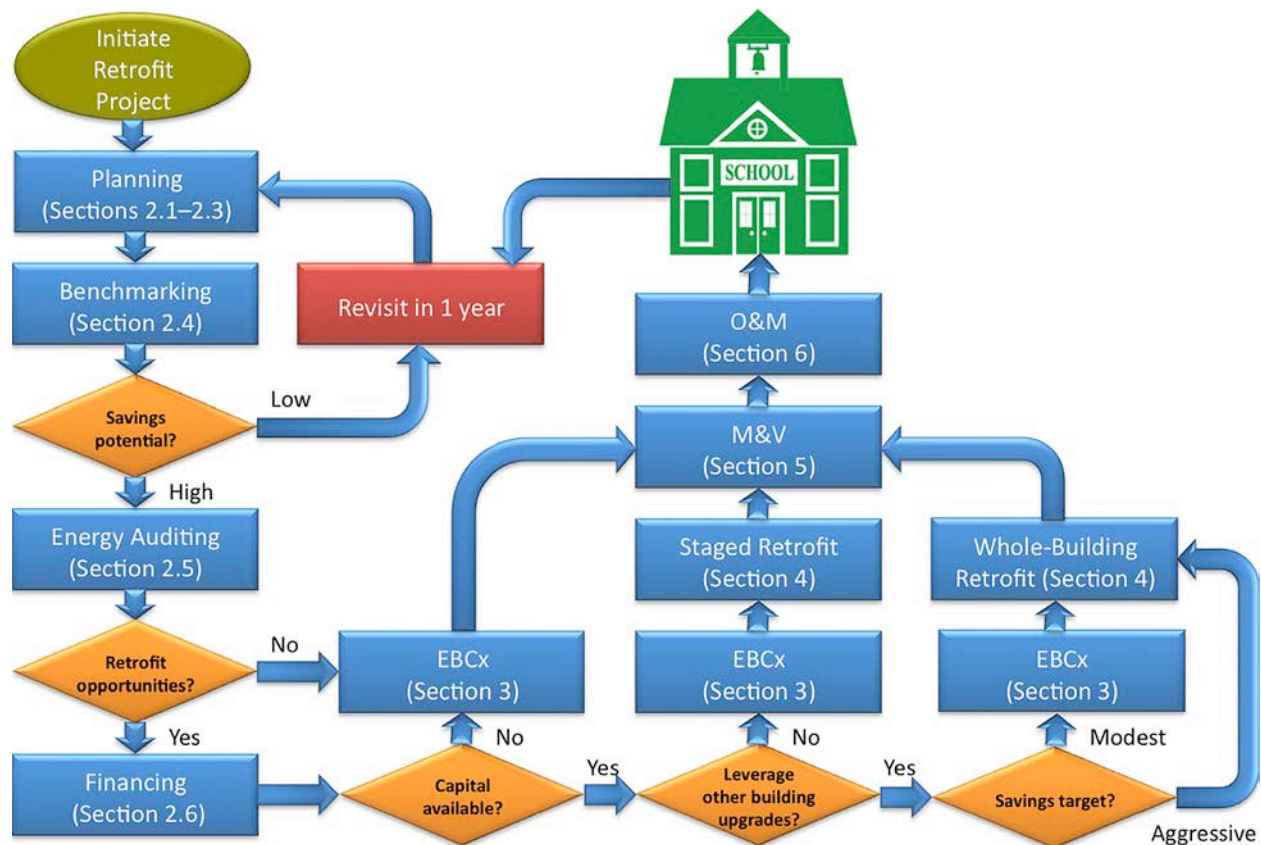 Initiate
Retrofit
Project
Planning
(Sections 2.1–2.3)
Benchmarking
(Section 2.4)
Savings
potential?
Low
Revisit in 1 year
High
Energy Auditing
(Section 2.5)
Retrofit
opportunities?
No
Yes
Financing
(Section 2.6)
EBCx
(Section 3)
No
Capital
available?
Yes
SCHOOL
O&M
(Section 6)
M&V
(Section 5)
Staged Retrofit
(Section 4)
EBCx
(Section 3)
No
Leverage
other building
upgrades?
Yes
Whole-Building
Retrofit (Section 4)
EBCx
(Section 3)
Modest
Savings target?
Aggressive